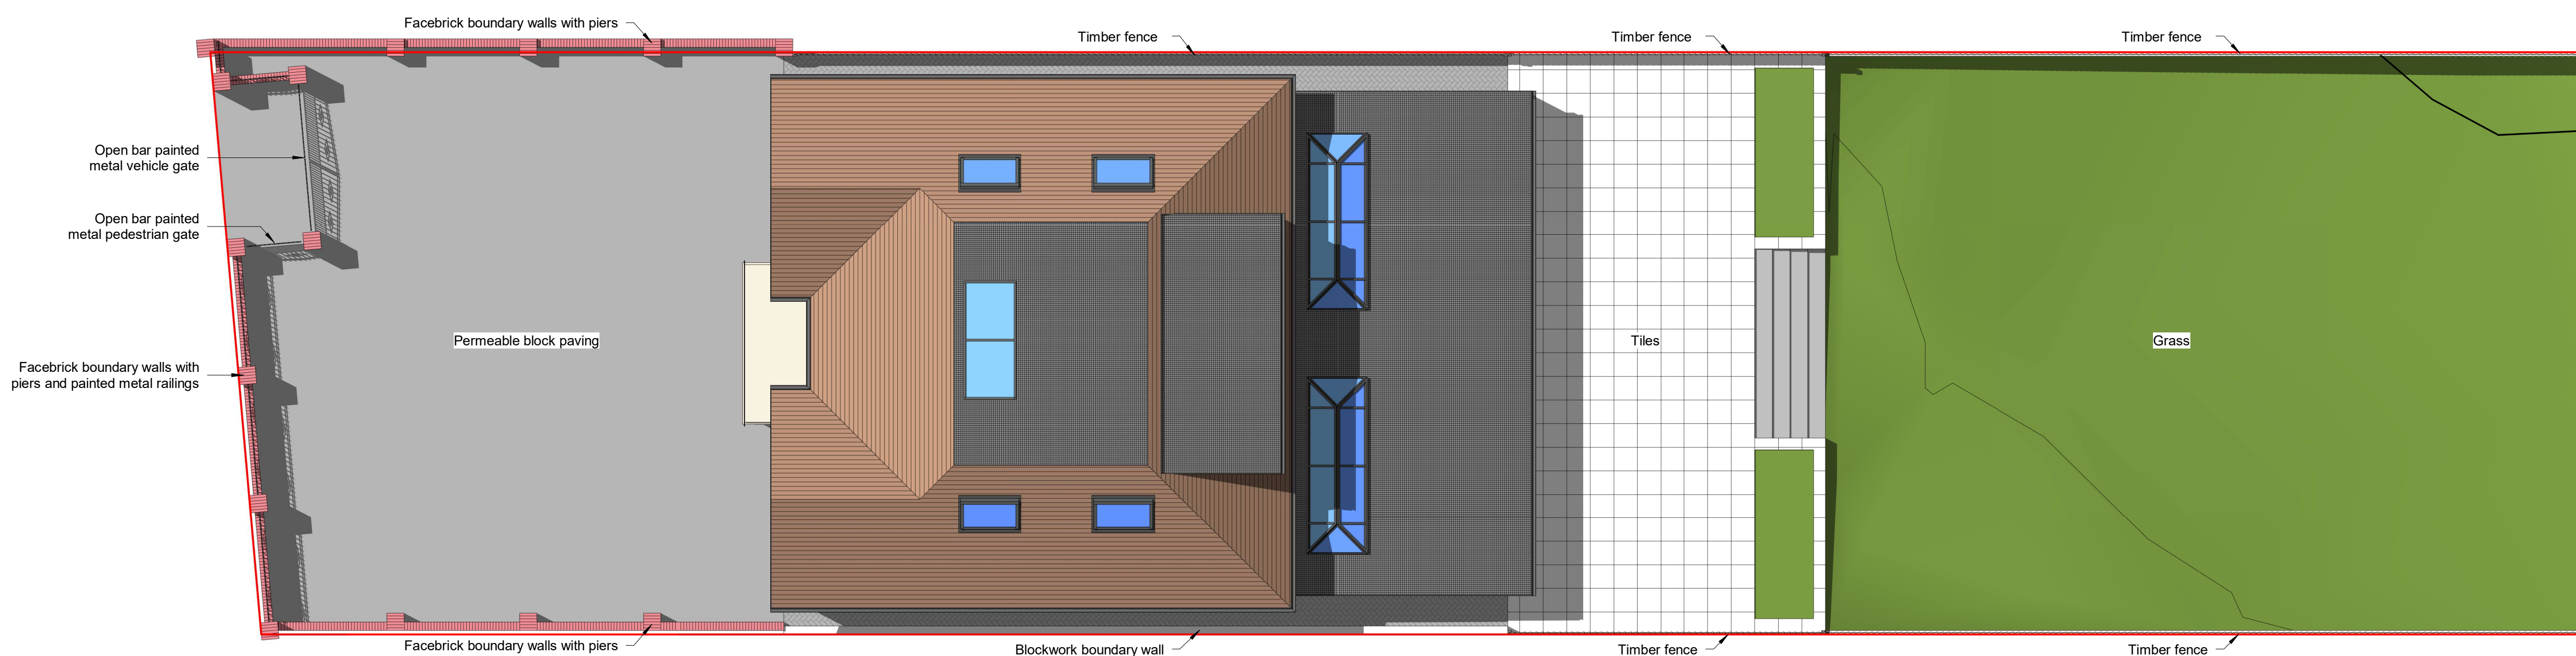 Facebrick boundary walls with piers
Timber fence
Timber fence
Timber fence
Open bar painted
metal vehicle gate
Open bar painted
metal pedestrian gate
Permeable block paving
Tiles
Grass
Facebrick boundary walls with
piers and painted metal railings
Facebrick boundary walls with piers
Blockwork boundary wall
Timber fence
Timber fence